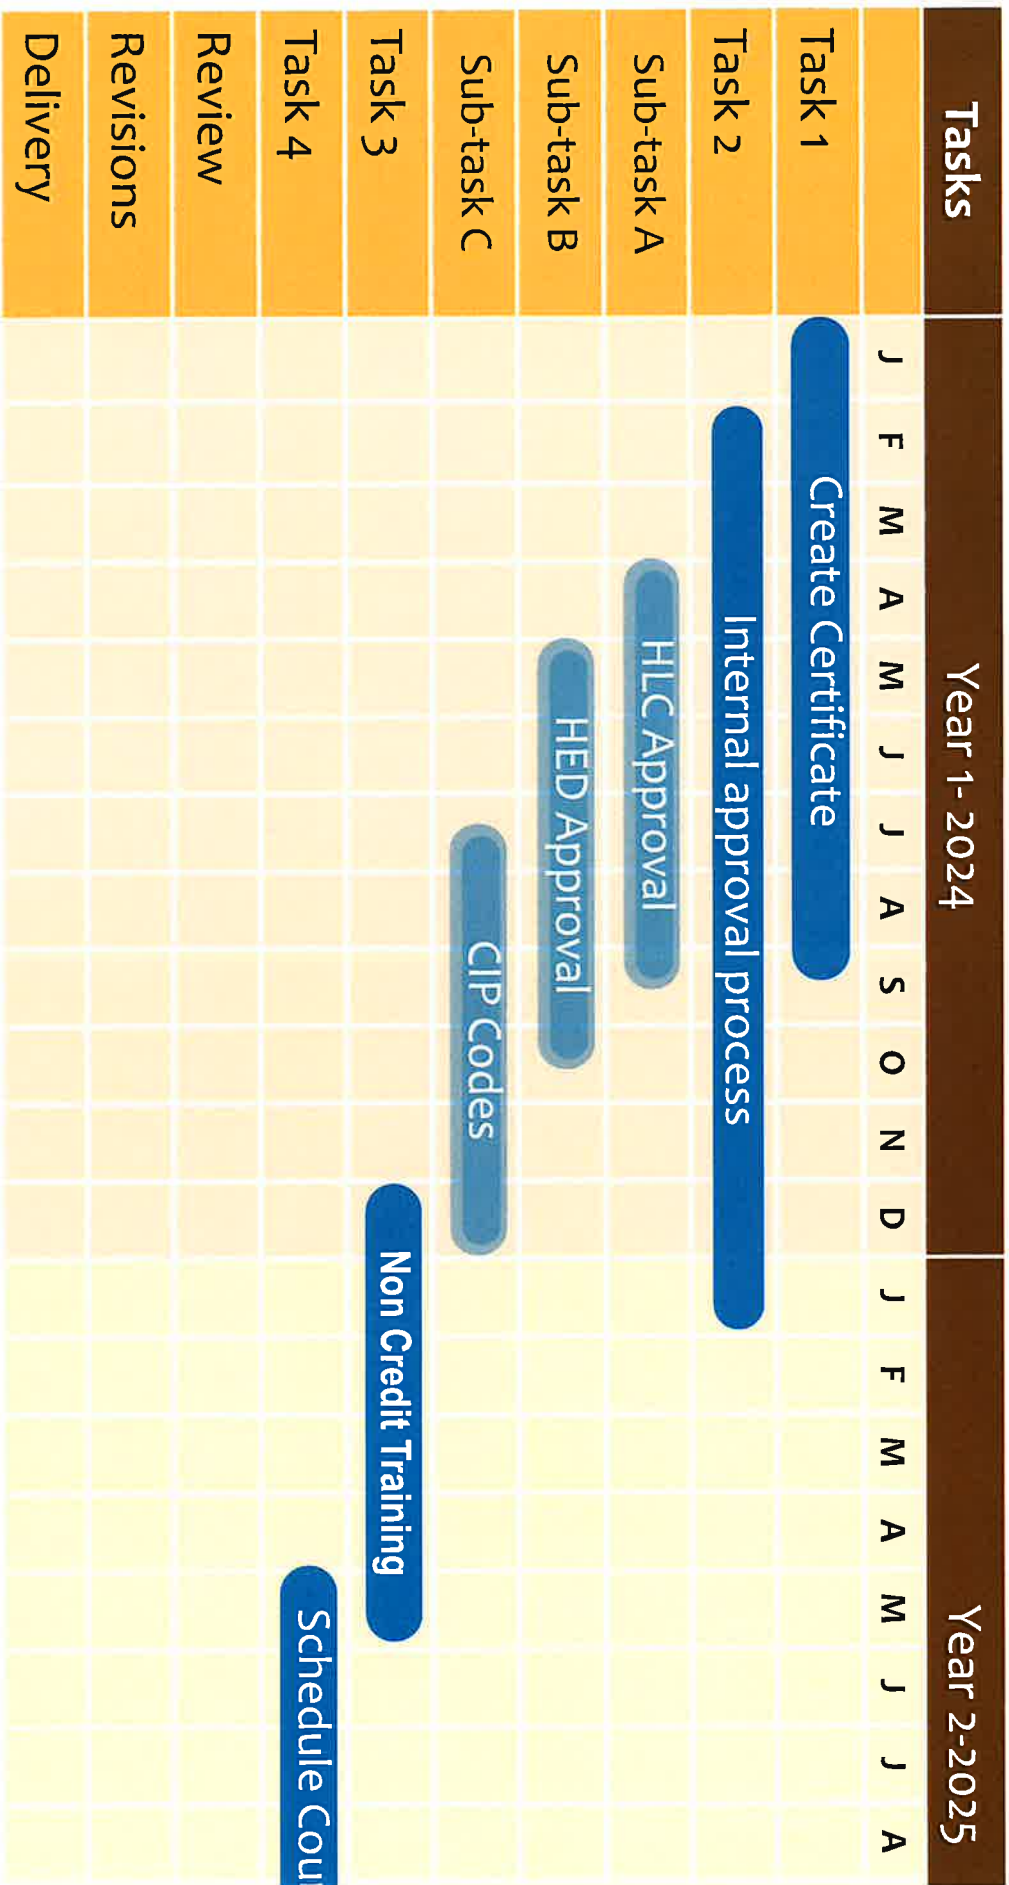 Tasks Year 1- 2024 Year 2-2025
J F M A M J J A S O N D J F M A M J J A
Task 1 Create Certificate
Task 2 Internal approval process
Sub-task A HLC Approval
Sub-task B HED Approval
Sub-task C CIP Codes
Task 3 Non Credit Training
Task 4 Schedule
Review
Revisions
Delivery